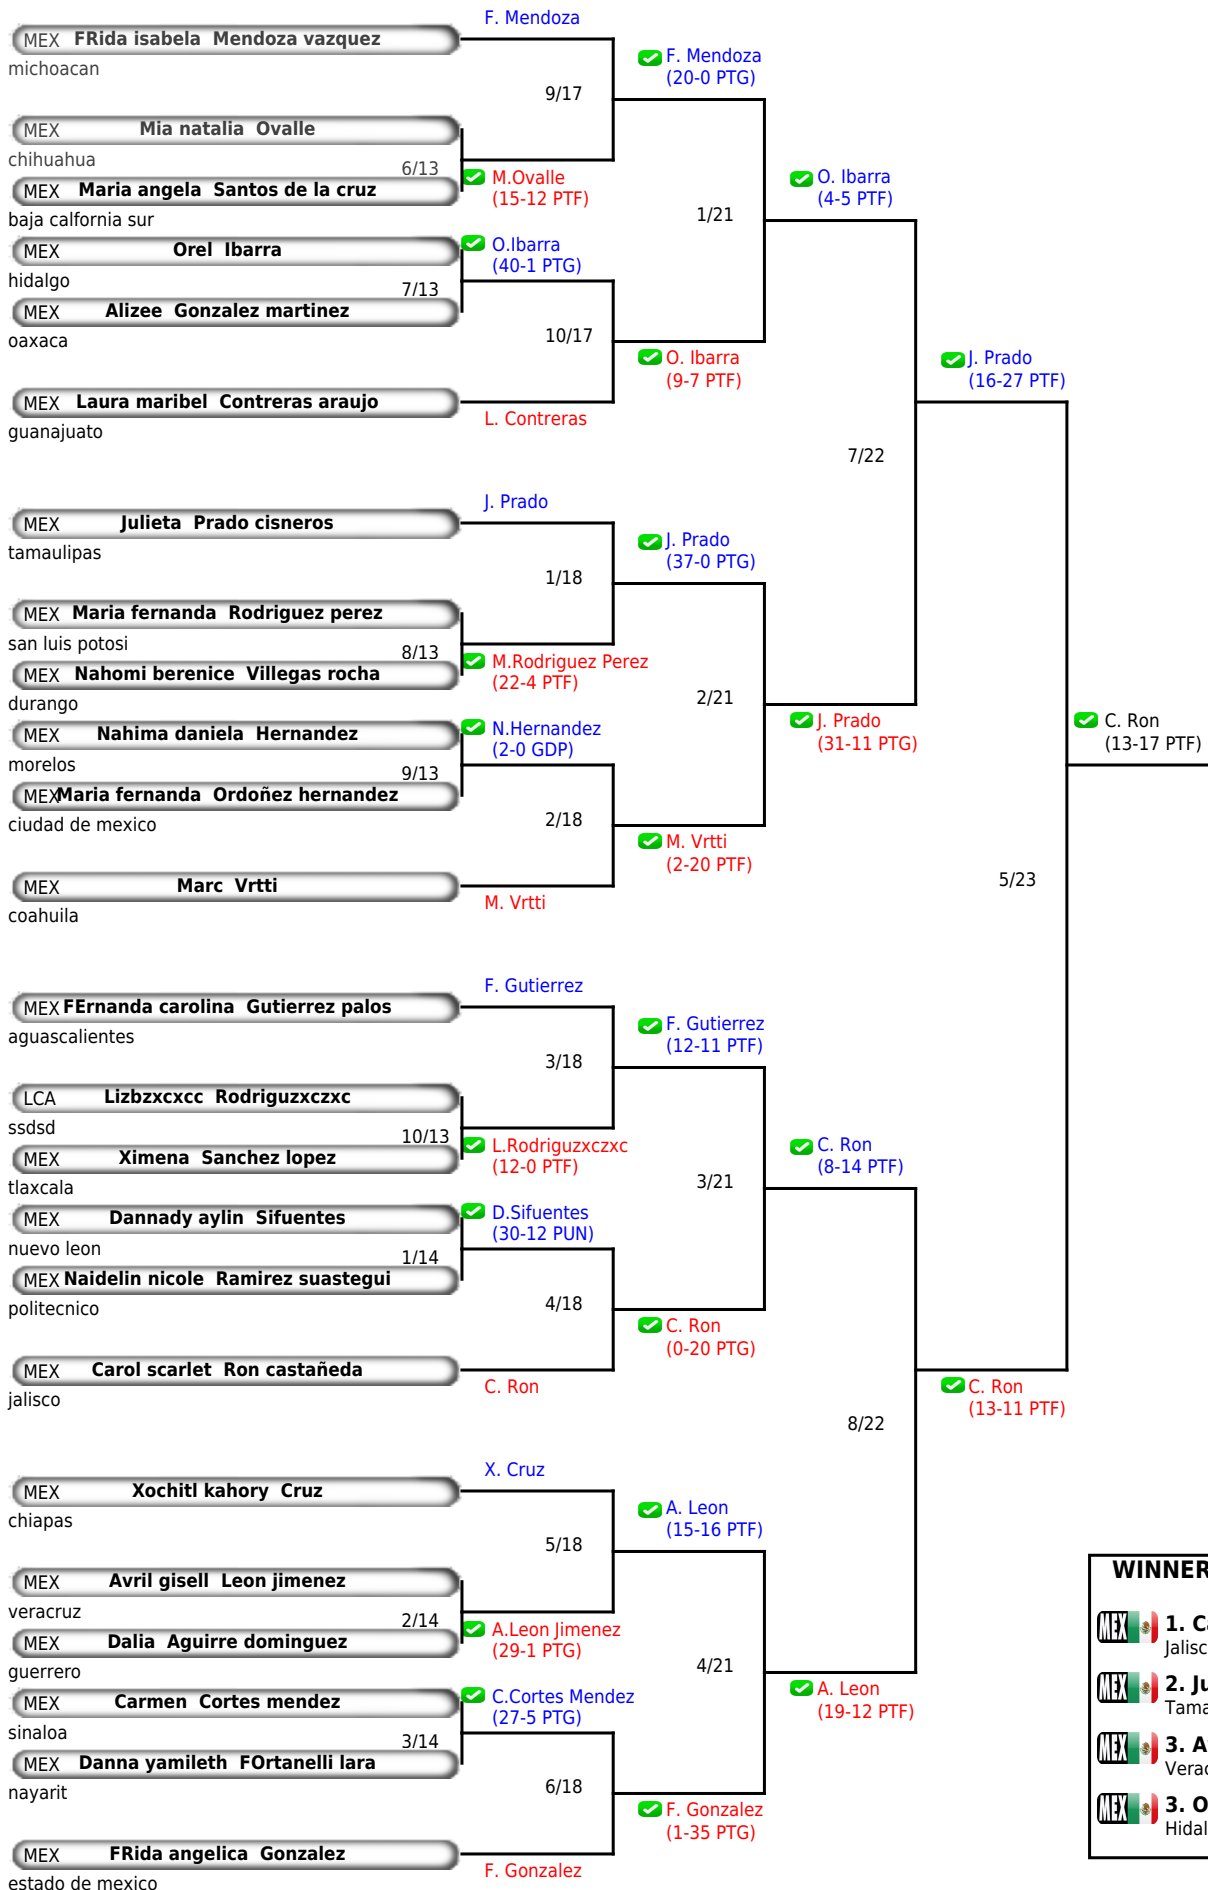 F. Mendoza
MEX FRida isabela Mendoza vazquez
michoacan
F. Mendoza
(20-0 PTG)
9/17
MEX Mia natalia Ovalle
chihuahua
6/13
M.Ovalle
(15-12 PTF)
MEX Maria angela Santos de la cruz
baja calfornia sur
O. Ibarra
(4-5 PTF)
1/21
MEX Orel Ibarra
hidalgo
O.Ibarra
(40-1 PTG)
7/13
MEX Alizee Gonzalez martinez
oaxaca
10/17
O. Ibarra
(9-7 PTF)
MEX Laura maribel Contreras araujo
guanajuato
L. Contreras
J. Prado
(16-27 PTF)
7/22
J. Prado
MEX Julieta Prado cisneros
tamaulipas
J. Prado
(37-0 PTG)
1/18
MEX Maria fernanda Rodriguez perez
san luis potosi
8/13
M.Rodriguez Perez
(22-4 PTF)
MEX Nahomi berenice Villegas rocha
durango
2/21
MEX Nahima daniela Hernandez
morelos
N.Hernandez
(2-0 GDP)
J. Prado
(31-11 PTG)
C. Ron
(13-17 PTF)
9/13
MEX Maria fernanda Ordoñez hernandez
ciudad de mexico
2/18
M. Vrtti
(2-20 PTF)
MEX Marc Vrtti
coahuila
M. Vrtti
5/23
F. Gutierrez
MEX FErnanda carolina Gutierrez palos
aguascalientes
F. Gutierrez
(12-11 PTF)
3/18
LCA Lizbzxcxcc Rodriguzxczxc
ssdsd
10/13
L.Rodriguzxczxc
(12-0 PTF)
MEX Ximena Sanchez lopez
tlaxcala
C. Ron
(8-14 PTF)
3/21
MEX Dannady aylin Sifuentes
nuevo leon
D.Sifuentes
(30-12 PUN)
1/14
MEX Naidelin nicole Ramirez suastegui
politecnico
4/18
C. Ron
(0-20 PTG)
MEX Carol scarlet Ron castañeda
jalisco
C. Ron
C. Ron
(13-11 PTF)
8/22
X. Cruz
MEX Xochitl kahory Cruz
chiapas
A. Leon
(15-16 PTF)
5/18
MEX Avril gisell Leon jimenez
veracruz
2/14
A.Leon Jimenez
(29-1 PTG)
MEX Dalia Aguirre dominguez
guerrero
4/21
MEX Carmen Cortes mendez
sinaloa
C.Cortes Mendez
(27-5 PTG)
A. Leon
(19-12 PTF)
3/14
MEX Danna yamileth FOrtanelli lara
nayarit
6/18
F. Gonzalez
(1-35 PTG)
MEX FRida angelica Gonzalez
estado de mexico
F. Gonzalez
WINNER
MEX 1. Ca
Jalisc
MEX 2. Ju
Tama
MEX 3. A
Verac
MEX 3. O
Hidal